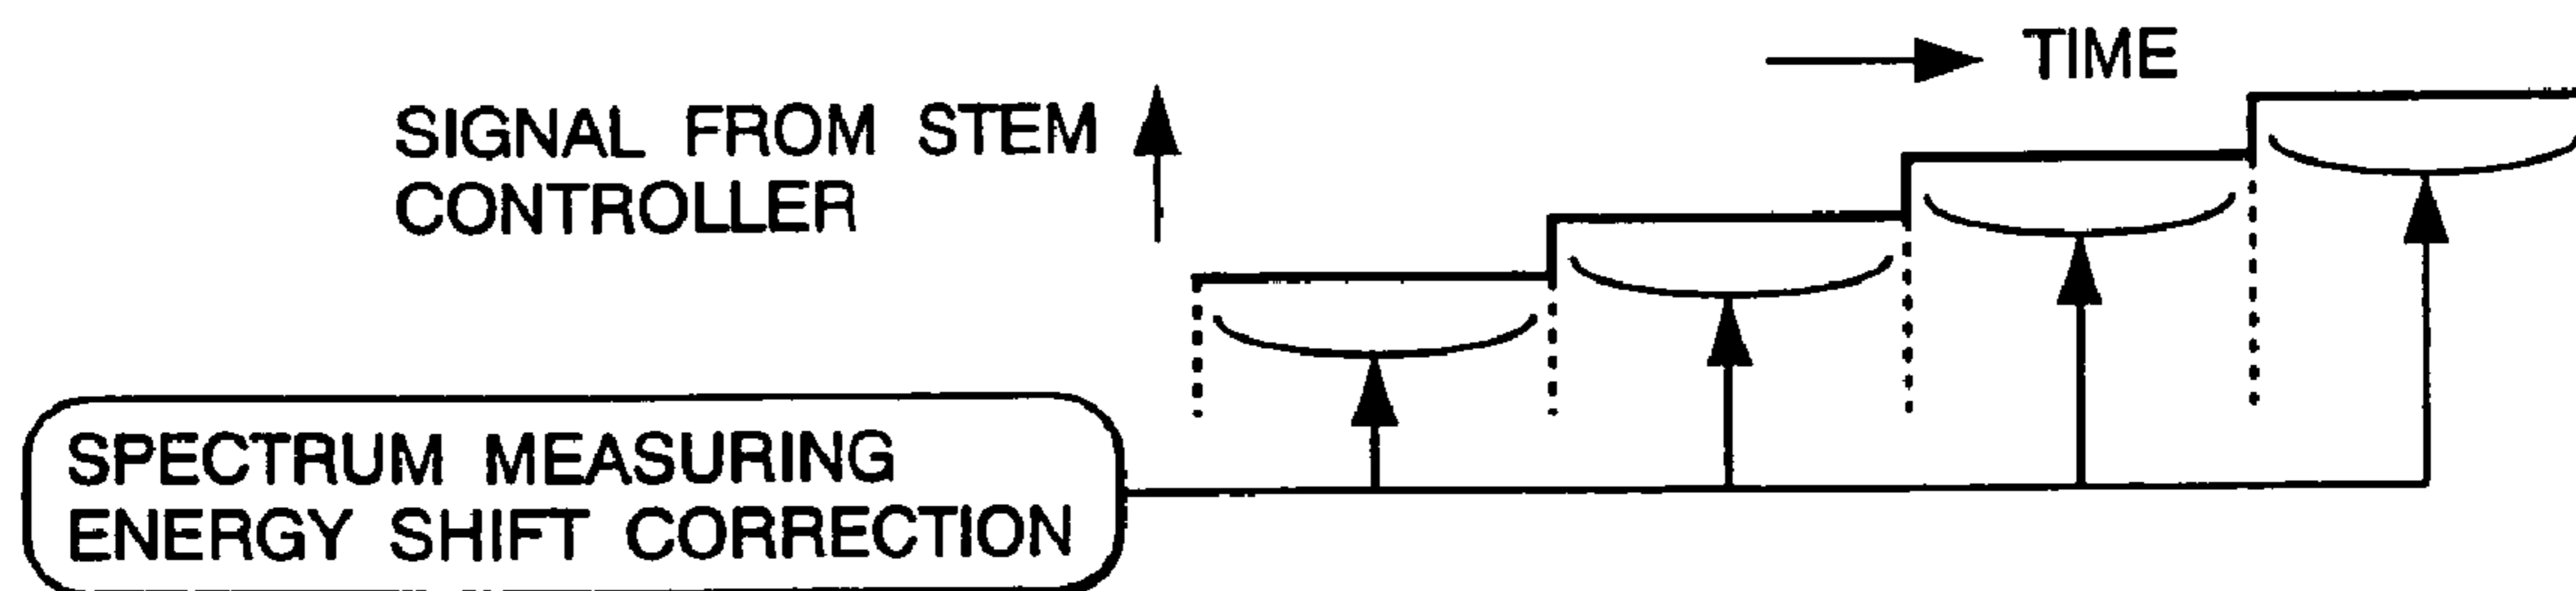 TIME
SIGNAL FROM STEM
CONTROLLER
SPECTRUM MEASURING
ENERGY SHIFT CORRECTION